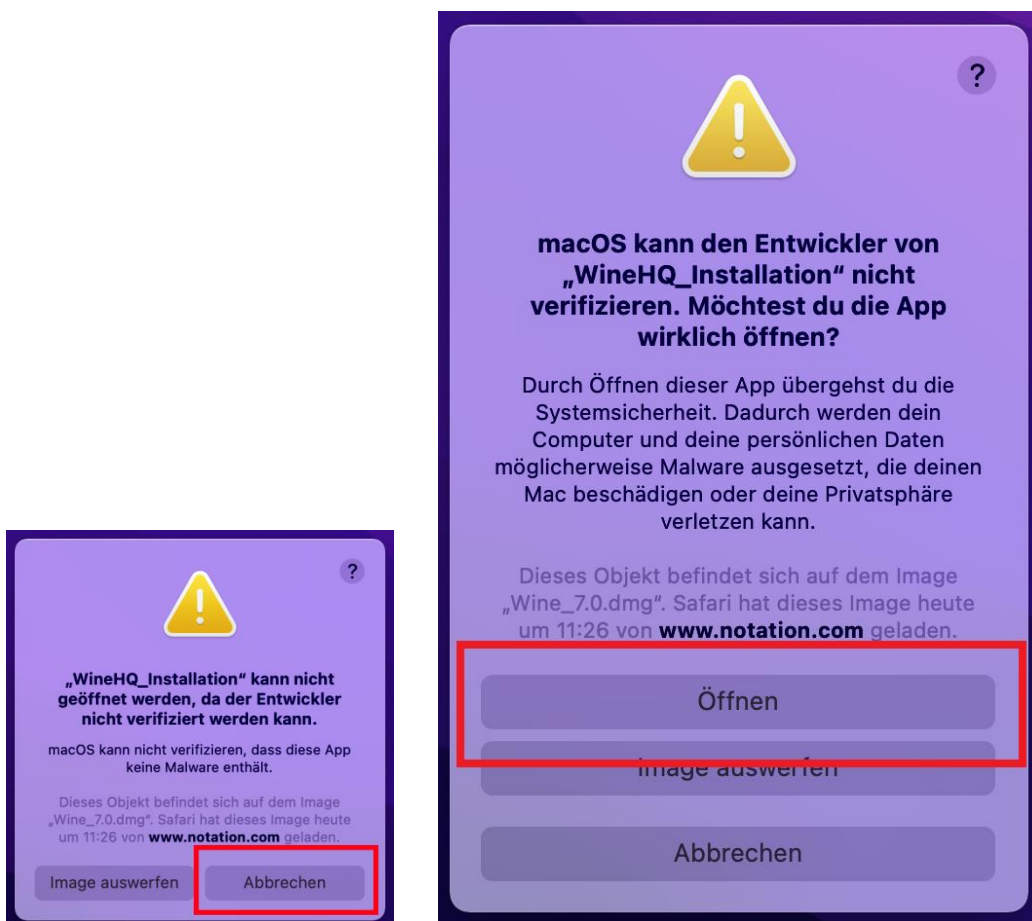 ?
„WineHQ_Installation“ kann nicht
geöffnet werden, da der Entwickler
nicht verifiziert werden kann.
macOS kann nicht verifizieren, dass diese App
keine Malware enthält.
Dieses Objekt befindet sich auf dem Image
„Wine_7.0.dmg“. Safari hat dieses Image heute
um 11:26 von www.notation.com geladen.
Image auswerfen
Abbrechen
?
macOS kann den Entwickler von
„WineHQ_Installation“ nicht
verifizieren. Möchtest du die App
wirklich öffnen?
Durch Öffnen dieser App übergehst du die
Systemsicherheit. Dadurch werden dein
Computer und deine persönlichen Daten
möglicherweise Malware ausgesetzt, die deinen
Mac beschädigen oder deine Privatsphäre
verletzen kann.
Dieses Objekt befindet sich auf dem Image
„Wine_7.0.dmg“. Safari hat dieses Image heute
um 11:26 von www.notation.com geladen.
Öffnen
Image auswerfen
Abbrechen